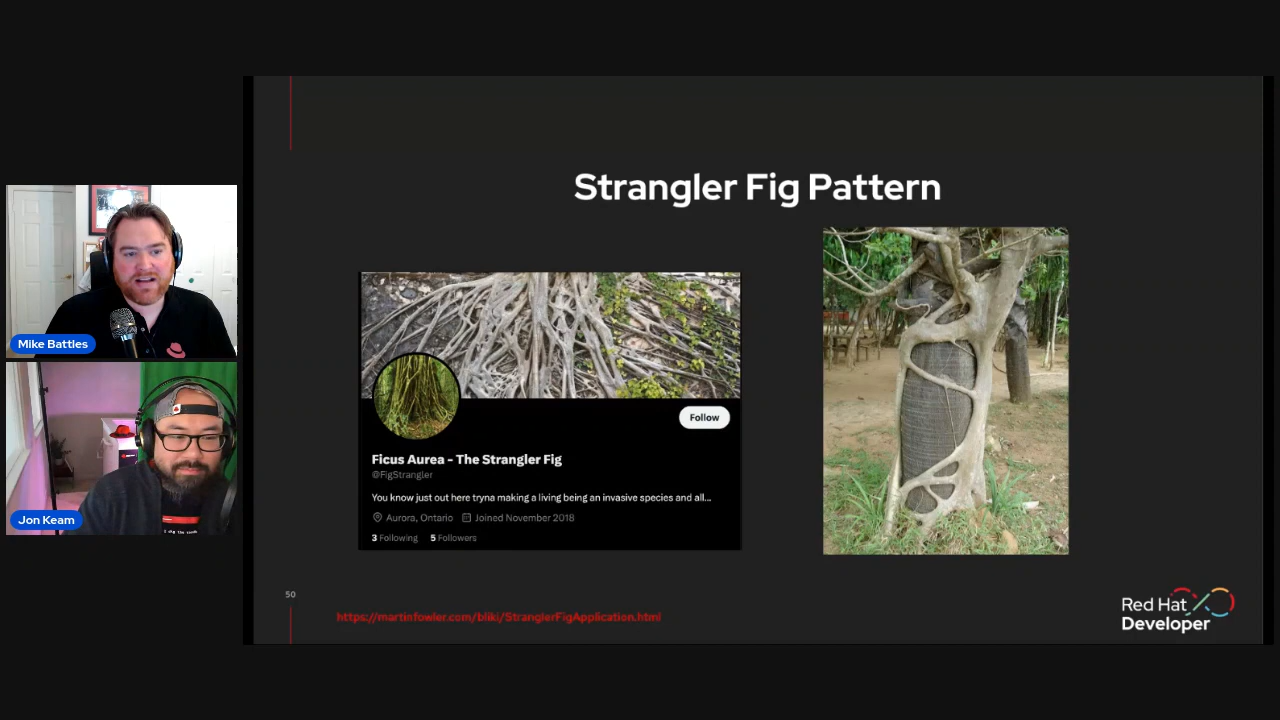 Strangler Fig Pattern
Follow
Ficus Aurea - The Strangler Fig
@FigStrangler
You know just out here tryna making a living being an invasive species and all...
Aurora, Ontario Joined November 2018
3 Following 5 Followers
Mike Battles
Jon Keam
50
https://martinfowler.com/bliki/StranglerFigApplication.html
Red Hat
Developer